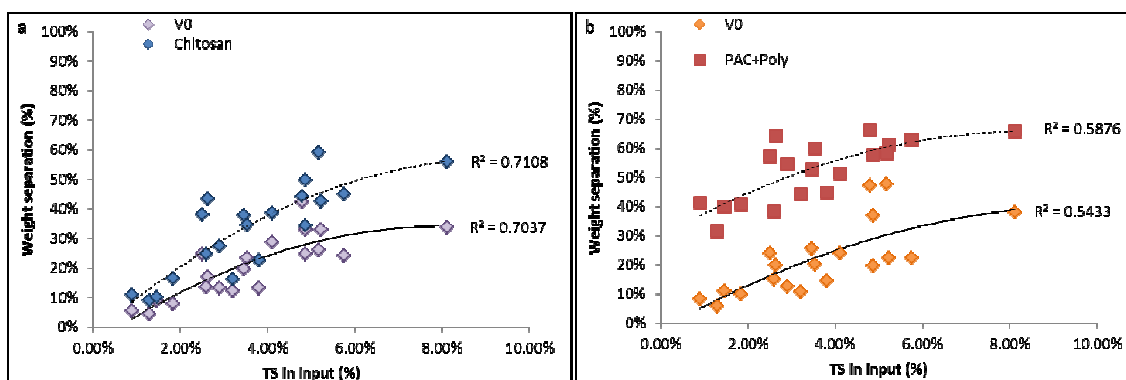 a
V0
Chitosan
100%
90%
80%
70%
60%
50%
40%
30%
20%
10%
0%
Weight separation (%)
R² = 0.7108
R² = 0.7037
0.00% 2.00% 4.00% 6.00% 8.00% 10.00%
TS in input (%)
b
V0
PAC+Poly
100%
90%
80%
70%
60%
50%
40%
30%
20%
10%
0%
Weight separation (%)
R² = 0.5876
R² = 0.5433
0.00% 2.00% 4.00% 6.00% 8.00% 10.00%
TS in Input (%)